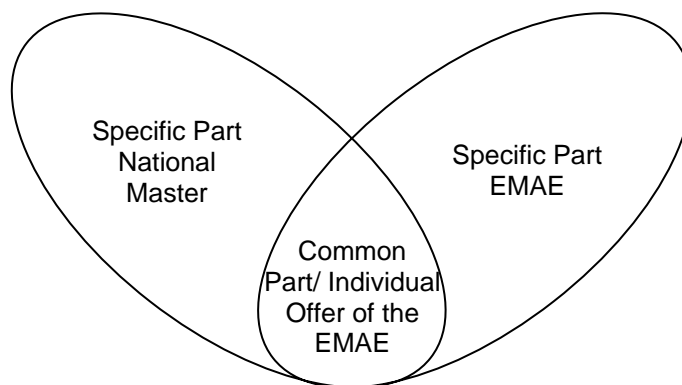 Specific Part
National
Master
Specific Part
EMAE
Common
Part/ Individual
Offer of the
EMAE